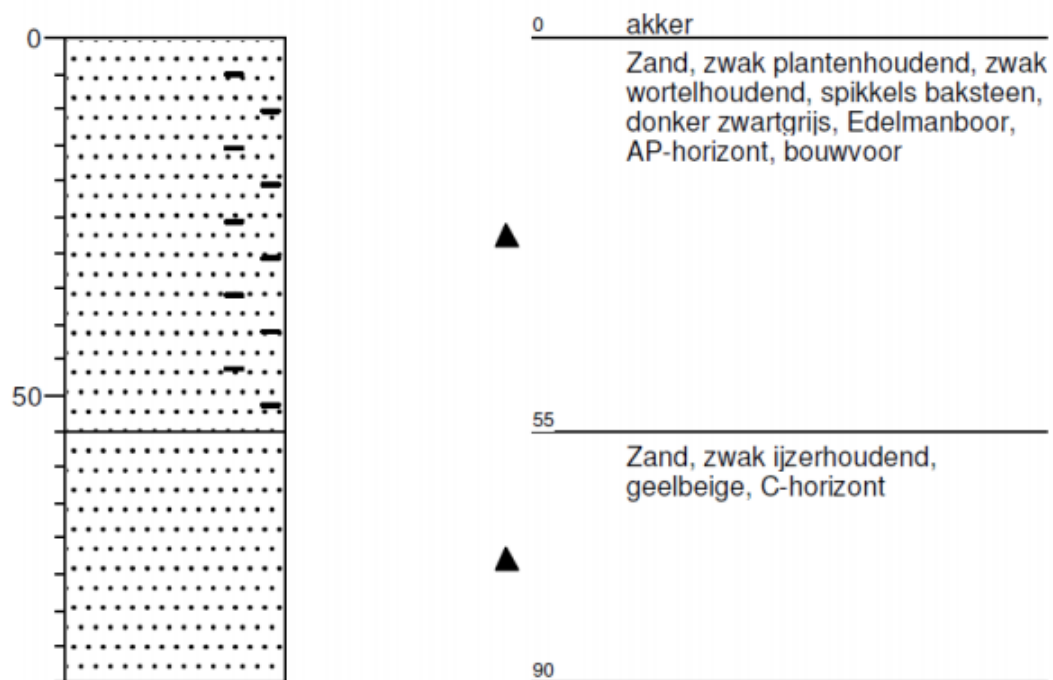 0
0 akker
Zand, zwak plantenhoudend, zwak
wortelhoudend, spikkels baksteen,
donker zwartgrijs, Edelmanboor,
AP-horizont, bouwvoor
50
55
Zand, zwak ijzerhoudend,
geelbeige, C-horizont
90